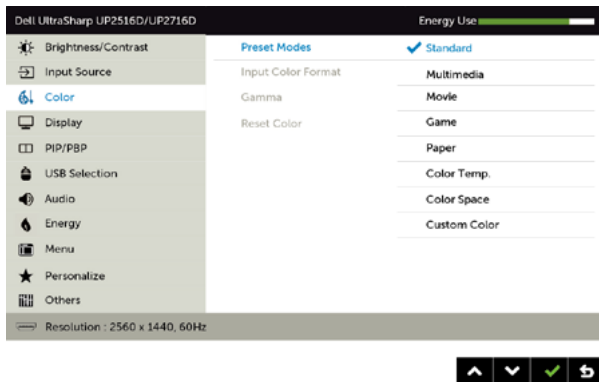 Dell UltraSharp UP2516D/UP2716D
Energy Use
Brightness/Contrast
Input Source
Color
Display
PIP/PBP
USB Selection
Audio
Energy
Menu
Personalize
Others
Preset Modes
Input Color Format
Gamma
Reset Color
Standard
Multimedia
Movie
Game
Paper
Color Temp.
Color Space
Custom Color
Resolution : 2560 x 1440, 60Hz